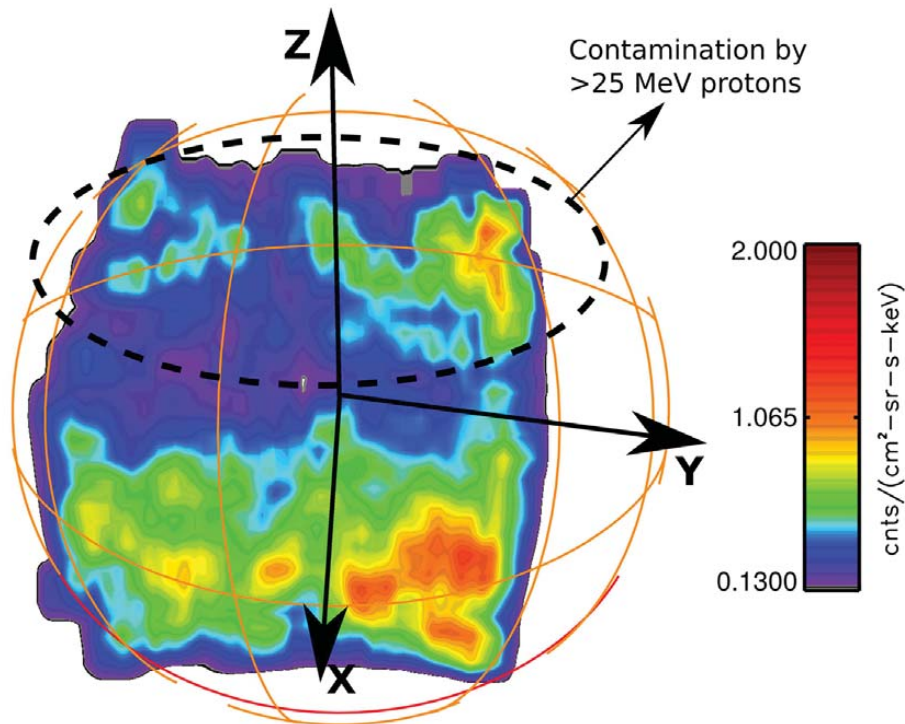 Z
Contamination by
>25 MeV protons
2.000
1.065
0.1300
cnts/(cm²-sr-s-keV)
Y
X